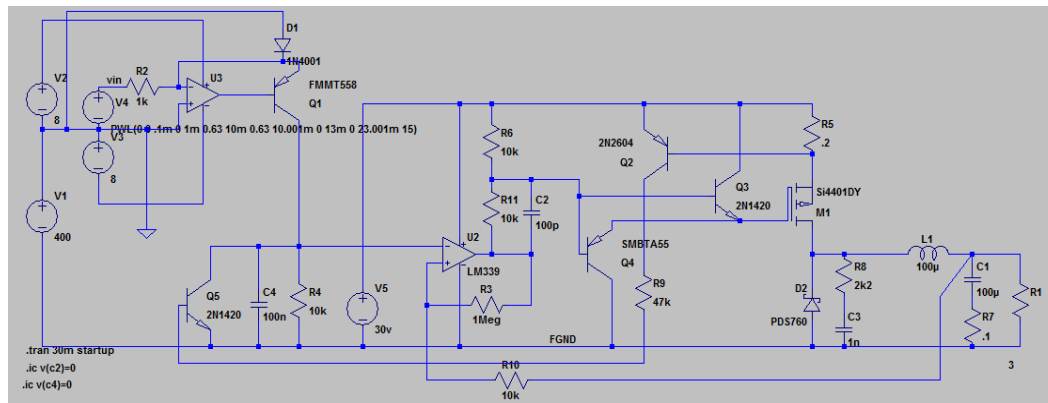 D1
1N4001
V2
8
vin
R2
1k
U3
FMMT558
Q1
V4
PWL(0 0 .1m 0 1m 0.63 10m 0.63 10.001m 0 13m 0 23.001m 15)
V3
8
V1
400
R6
10k
2N2604
Q2
R5
.2
R11
10k
C2
100p
Q3
2N1420
Si4401DY
M1
U2
LM339
SMBTA55
Q4
L1
100µ
Q5
2N1420
C4
100n
R4
10k
V5
30v
R3
1Meg
R9
47k
D2
PDS760
R8
2k2
C3
1n
C1
100µ
R7
.1
R1
3
FGND
R10
10k
.tran 30m startup
.ic v(c2)=0
.ic v(c4)=0